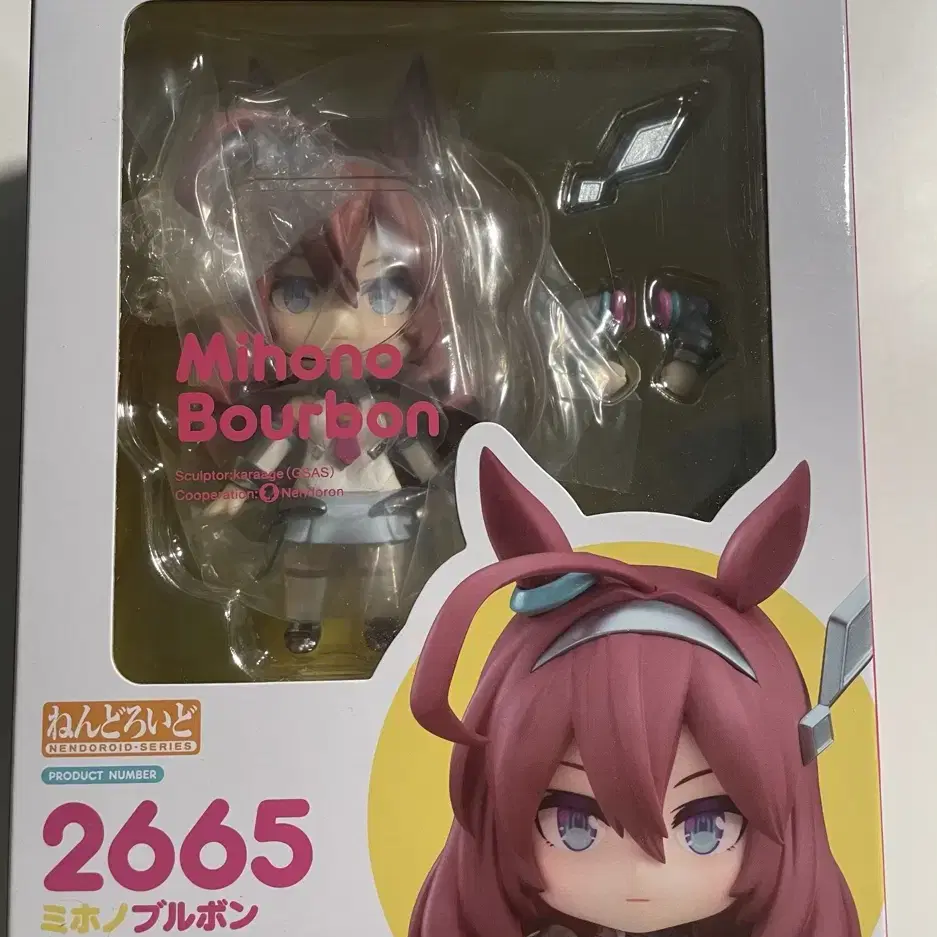 Mihono
Bourbon
Sculptor:karaage(GSAS)
Cooperation: Nendoron
ねんどろいど
NENDOROID-SERIES
PRODUCT NUMBER
2665
ミホノブルボン